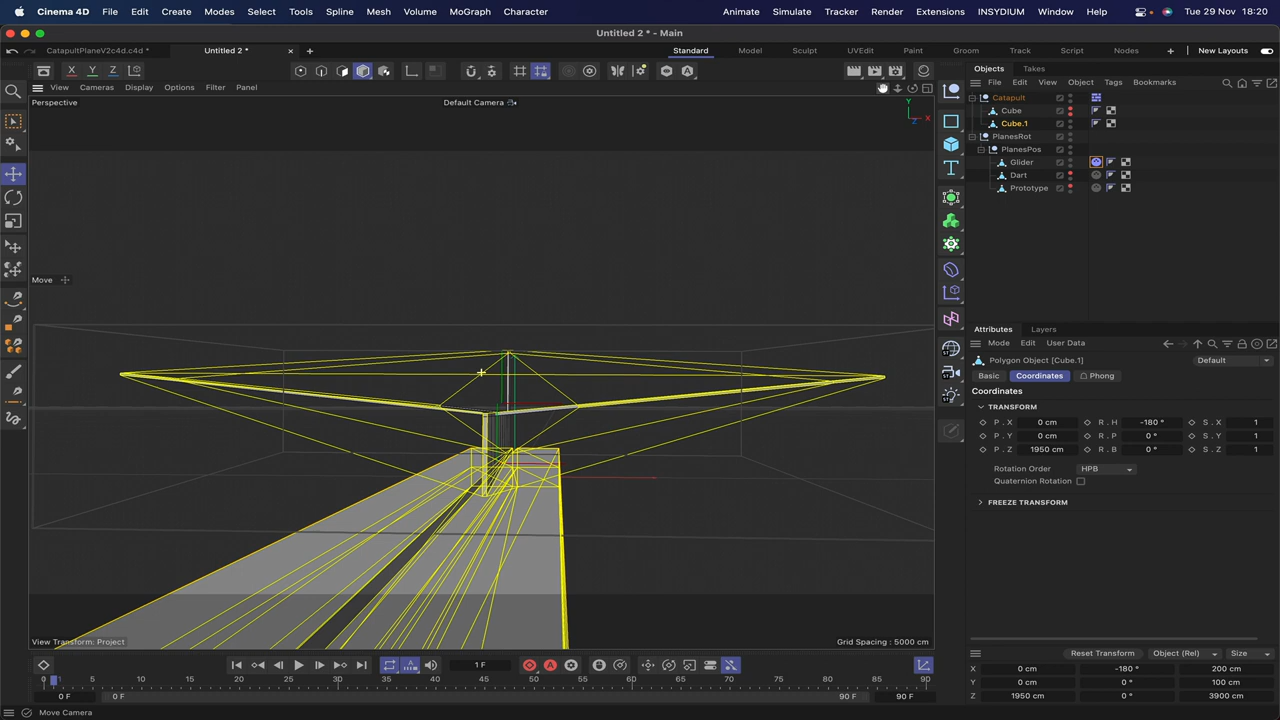 Cinema 4D File Edit Create Modes Select Tools Spline Mesh Volume MoGraph Character Animate Simulate Tracker Render Extensions INSYDIUM Window Help Tue 29 Nov 18:20
Untitled 2 * - Main
CatapultPlaneV2c4d.c4d * Untitled 2 * Standard Model Sculpt UVEdit Paint Groom Track Script Nodes New Layouts
X Y Z
Objects Takes
View Cameras Display Options Filter Panel
File Edit View Object Tags Bookmarks
Perspective
Default Camera
Y
X
Z
Catapult
Cube
Cube.1
PlanesRot
PlanesPos
Glider
Dart
Prototype
Move
Attributes Layers
Mode Edit User Data
Polygon Object [Cube.1] Default
Basic Coordinates Phong
Coordinates
TRANSFORM
P . X 0 cm R . H -180 ° S . X 1
P . Y 0 cm R . P 0 ° S . Y 1
P . Z 1950 cm R . B 0 ° S . Z 1
Rotation Order HPB
Quaternion Rotation
FREEZE TRANSFORM
View Transform: Project
Grid Spacing : 5000 cm
Reset Transform Object (Rel) Size
1 F
X 0 cm -180 ° 200 cm
Y 0 cm 0 ° 100 cm
Z 1950 cm 0 ° 3900 cm
0 5 10 15 20 25 30 35 40 45 50 55 60 65 70 75 80 85 90
0 F 0 F 90 F 90 F
Move Camera